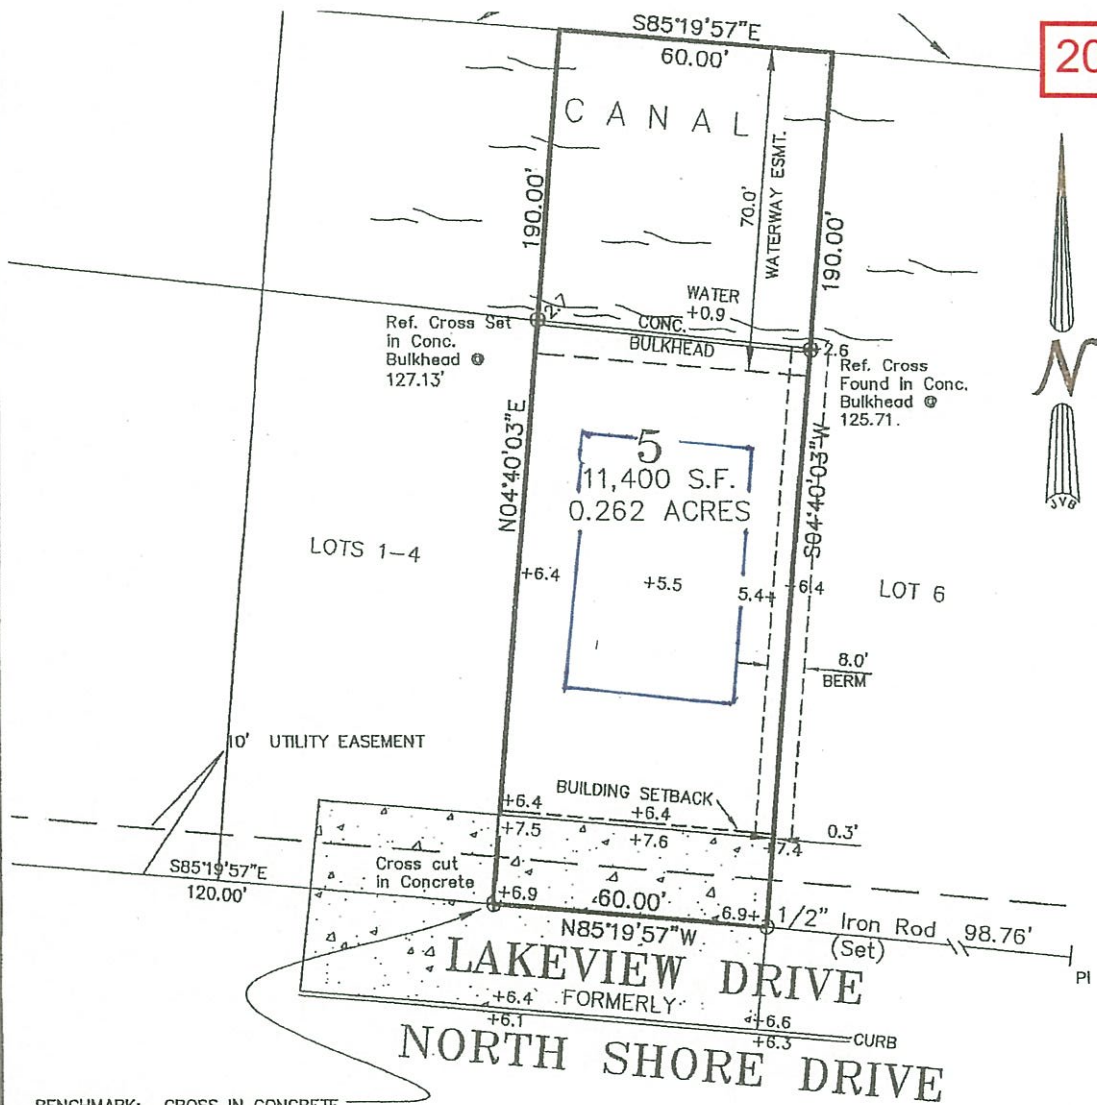 S85°19'57"E
60.00'
20
CANAL
WATERWAY ESMT.
70.0'
190.00'
190.00'
WATER
+0.9
2.7
CONC.
BULKHEAD
2.6
Ref. Cross Set
in Conc.
Bulkhead @
127.13'
Ref. Cross
Found in Conc.
Bulkhead @
125.71.
N
JVB
N04°40'03"E
S04°40'03"W
5
11,400 S.F.
0.262 ACRES
LOTS 1-4
+6.4
+5.5
5.4+
+6.4
LOT 6
8.0'
BERM
10' UTILITY EASEMENT
BUILDING SETBACK
+6.4
+6.4
+7.5
+7.6
+7.4
0.3'
S85°19'57"E
120.00'
Cross cut
in Concrete
+6.9
60.00'
6.9+
1/2" Iron Rod
(Set)
98.76'
PI
N85°19'57"W
LAKEVIEW DRIVE
+6.4
FORMERLY
+6.6
+6.1
+6.3
CURB
NORTH SHORE DRIVE
BENCHMARK: CROSS IN CONCRETE